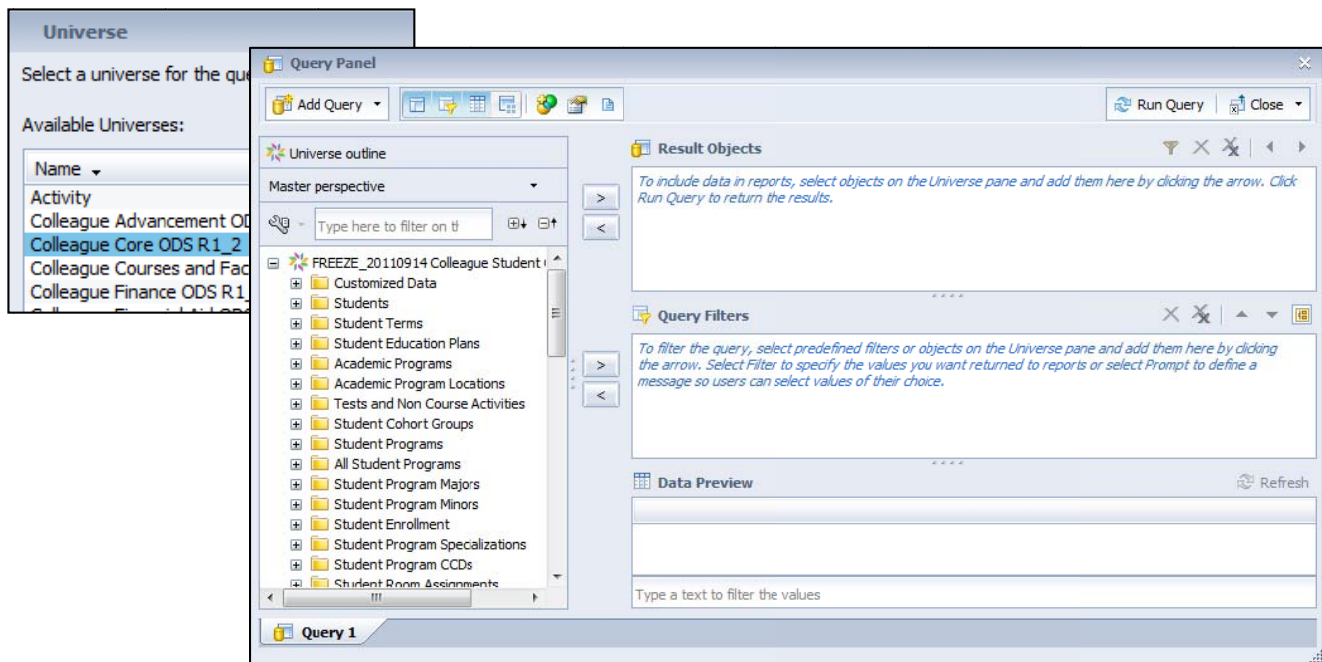 Universe
Select a universe for the que
Available Universes:
Name
Activity
Colleague Advancement OD
Colleague Core ODS R1_2
Colleague Courses and Fac
Colleague Finance ODS R1_
Query Panel
Add Query
Run Query
Close
Universe outline
Master perspective
Type here to filter on th
FREEZE_20110914 Colleague Student
Customized Data
Students
Student Terms
Student Education Plans
Academic Programs
Academic Program Locations
Tests and Non Course Activities
Student Cohort Groups
Student Programs
All Student Programs
Student Program Majors
Student Program Minors
Student Enrollment
Student Program Specializations
Student Program CCDs
Student Room Assignments
Result Objects
To include data in reports, select objects on the Universe pane and add them here by clicking the arrow. Click
Run Query to return the results.
Query Filters
To filter the query, select predefined filters or objects on the Universe pane and add them here by clicking
the arrow. Select Filter to specify the values you want returned to reports or select Prompt to define a
message so users can select values of their choice.
Data Preview
Refresh
Type a text to filter the values
Query 1